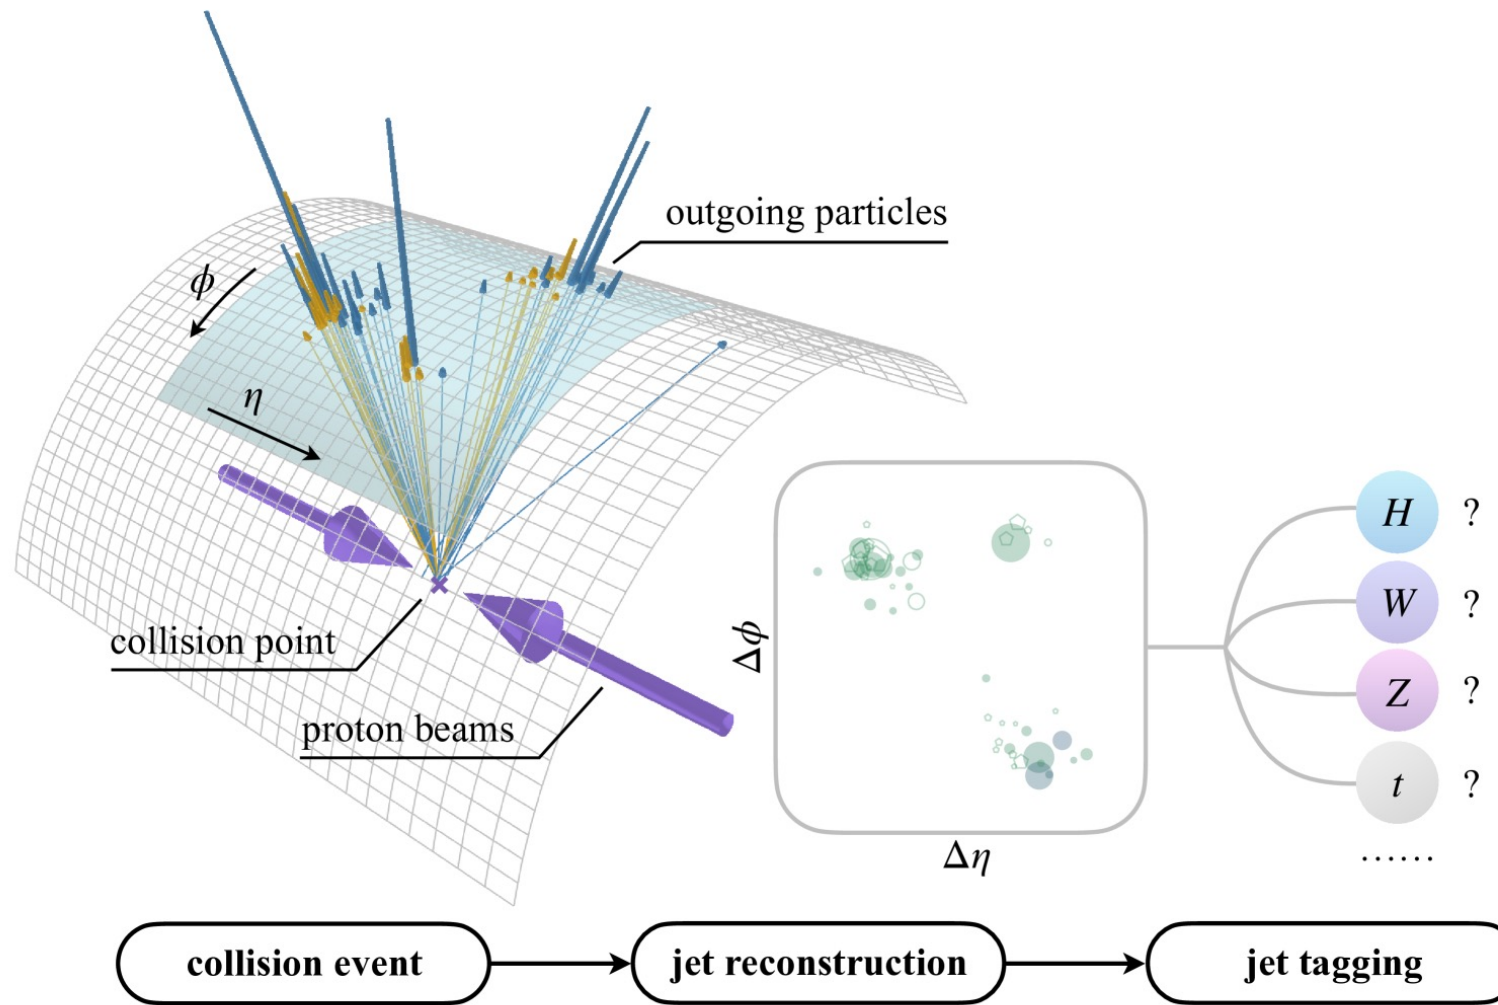 outgoing particles
ϕ
η
collision point
proton beams
Δϕ
Δη
H ?
W ?
Z ?
t ?
......
collision event
jet reconstruction
jet tagging